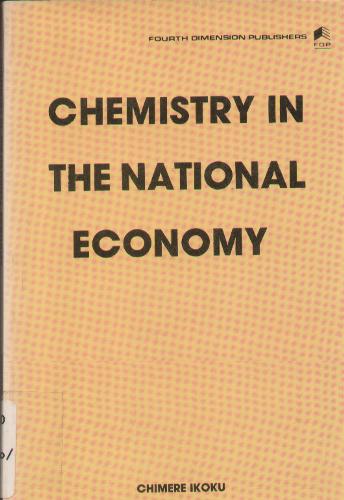 FOURTH DIMENSION PUBLISHERS
FDP
CHEMISTRY IN
THE NATIONAL
ECONOMY
CHIMERE IKOKU